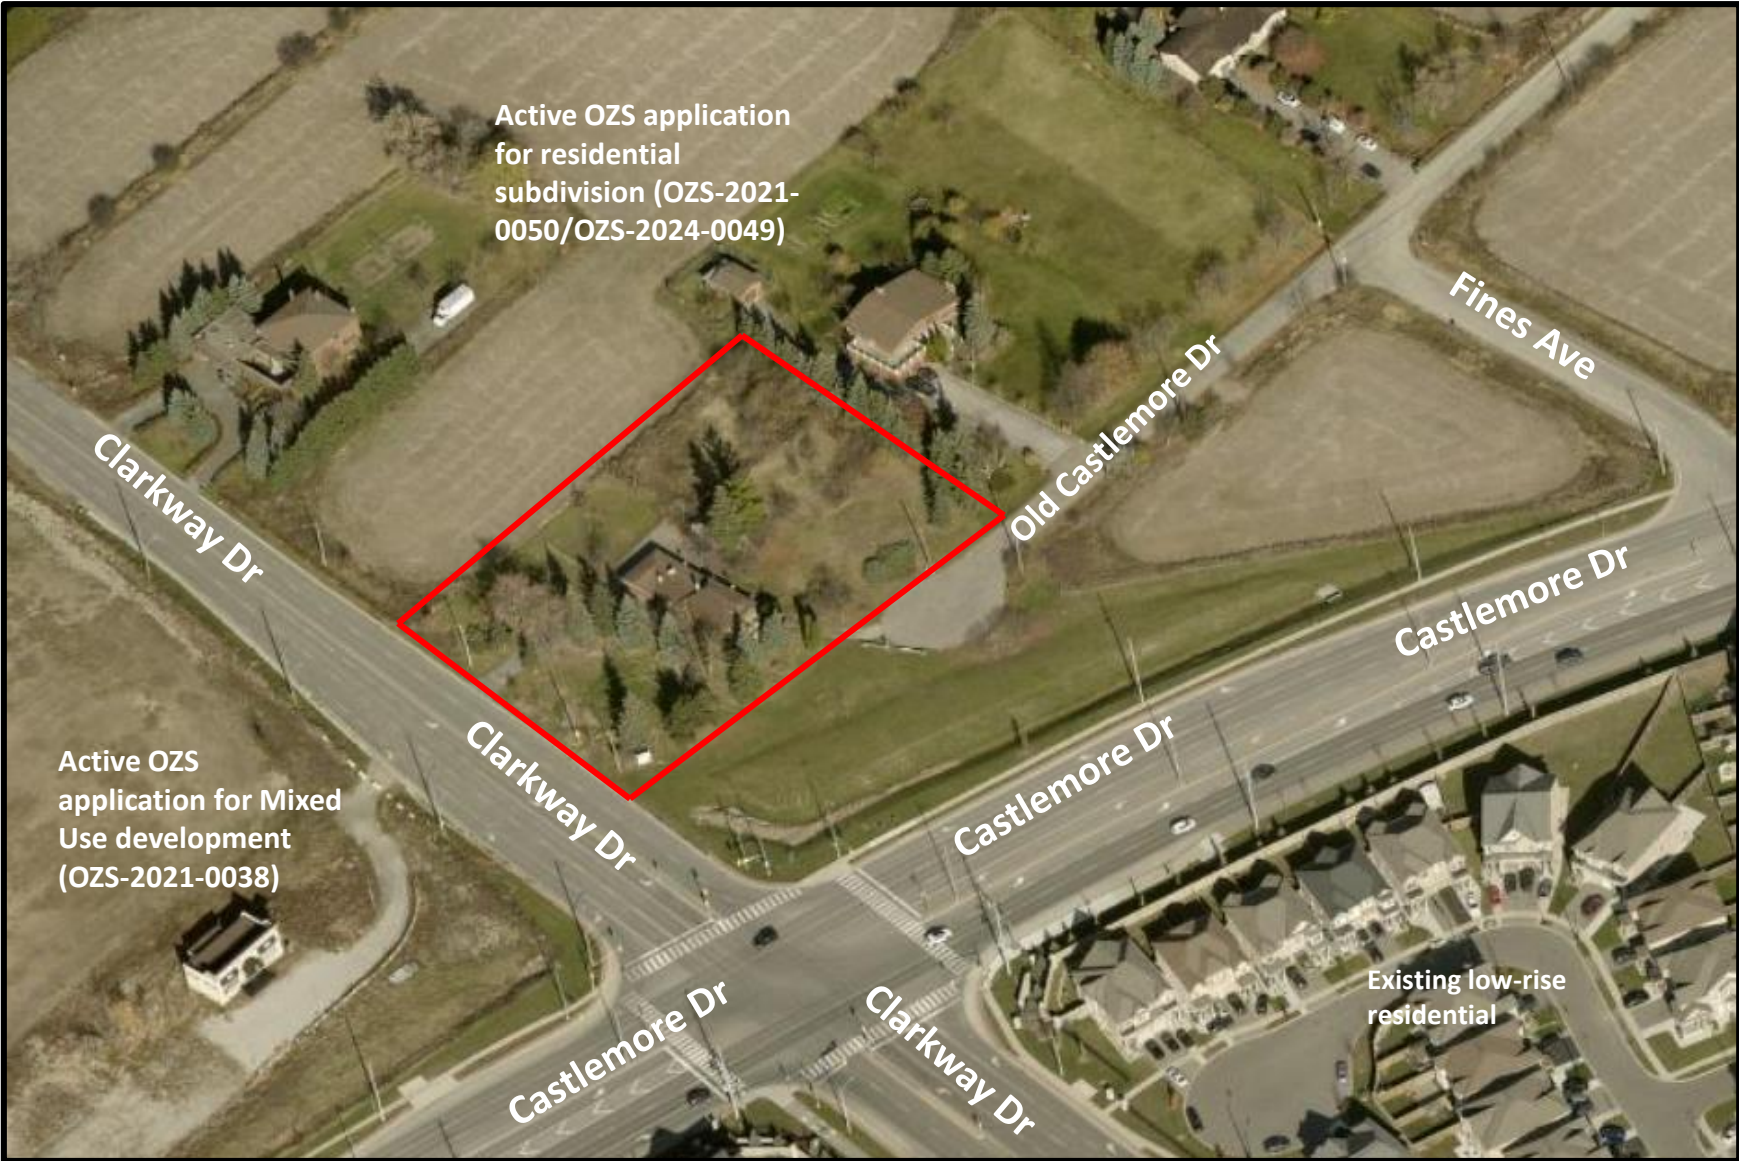 Active OZS application
for residential
subdivision (OZS-2021-
0050/OZS-2024-0049)
Fines Ave
Old Castlemore Dr
Clarkway Dr
Castlemore Dr
Clarkway Dr
Castlemore Dr
Active OZS
application for Mixed
Use development
(OZS-2021-0038)
Existing low-rise
residential
Castlemore Dr
Clarkway Dr